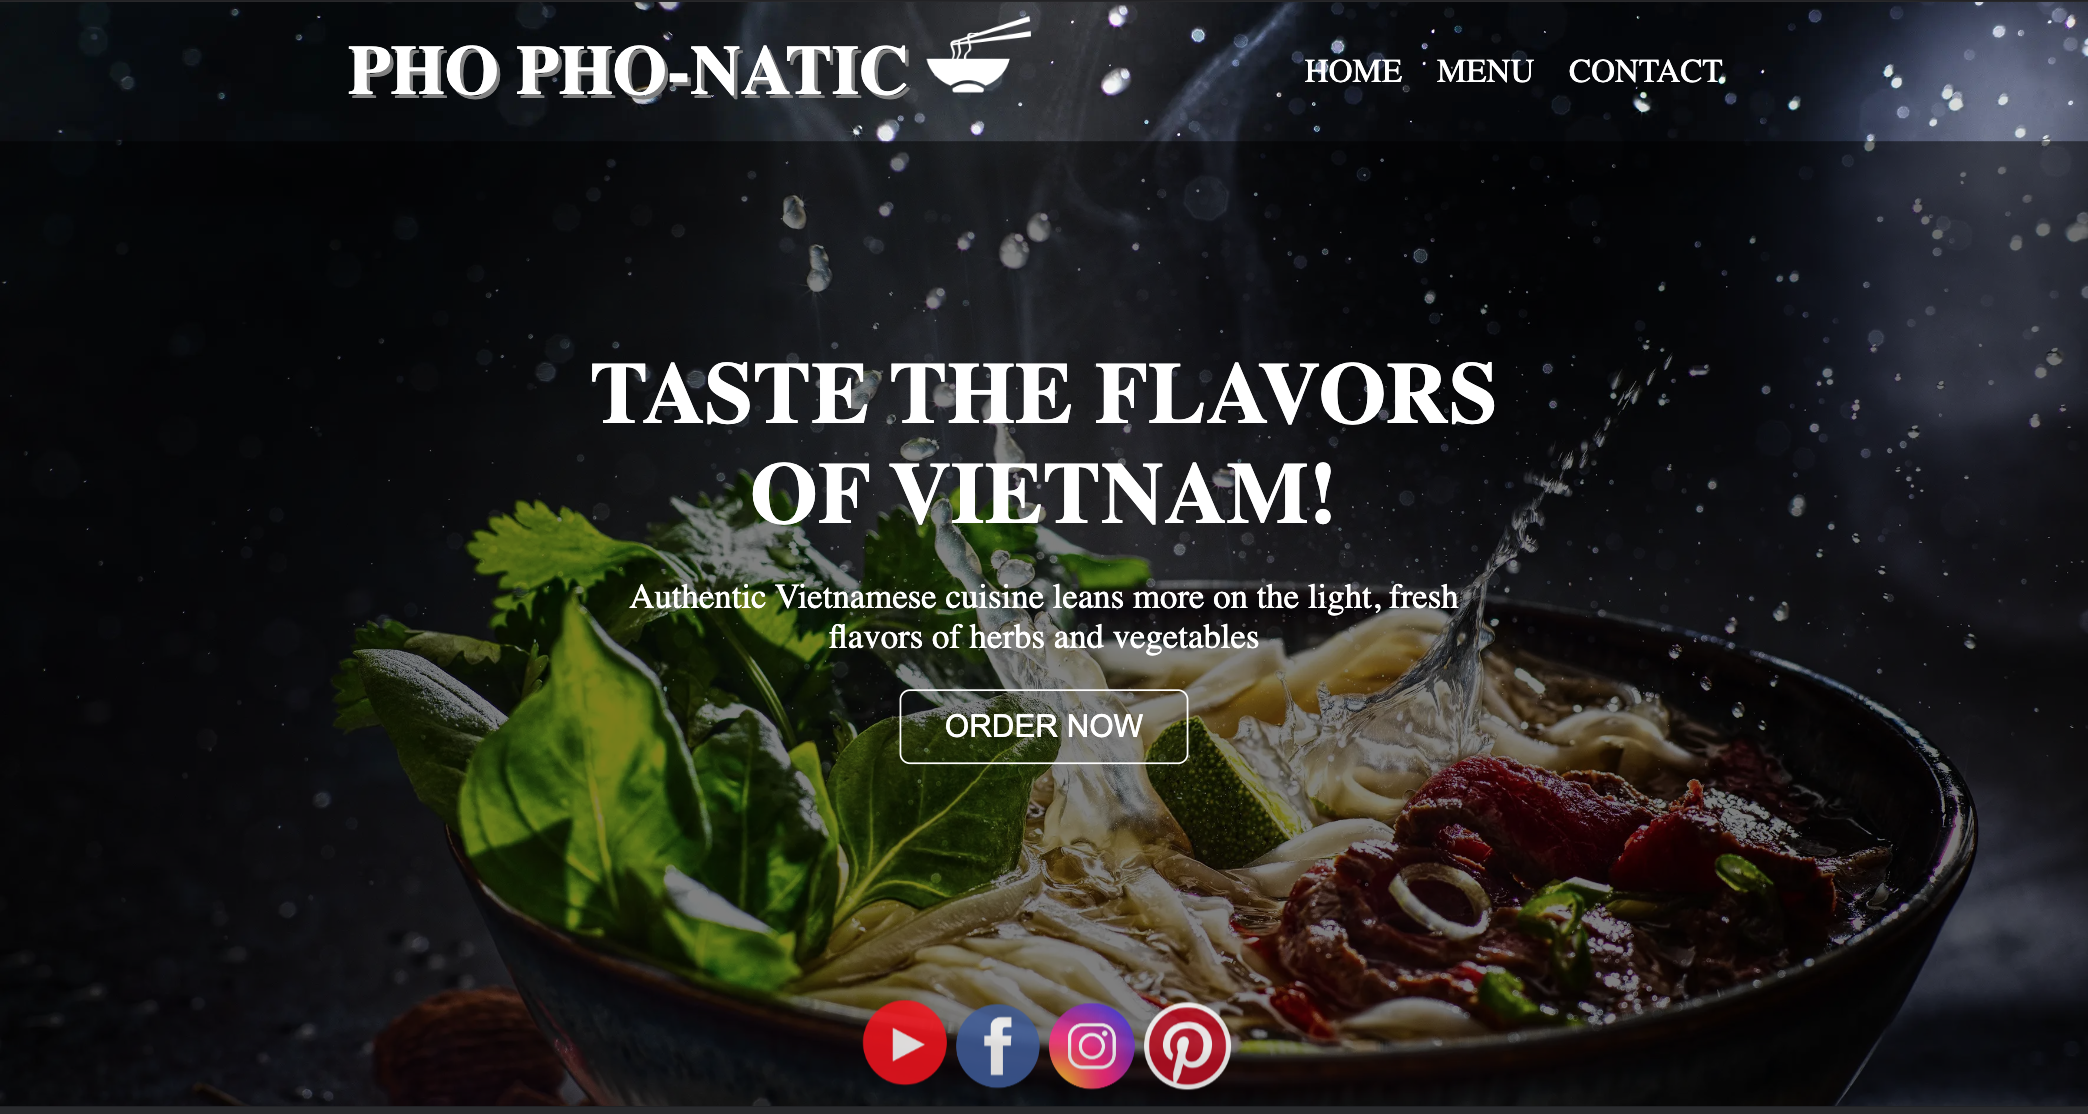 PHO PHO-NATIC
HOME MENU CONTACT
TASTE THE FLAVORS
OF VIETNAM!
Authentic Vietnamese cuisine leans more on the light, fresh
flavors of herbs and vegetables
ORDER NOW